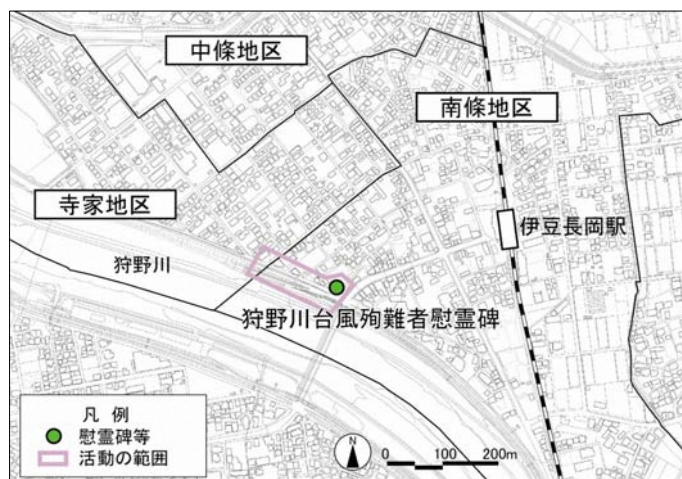 中條地区
南條地区
寺家地区
伊豆長岡駅
狩野川
狩野川台風殉難者慰霊碑
凡 例
慰霊碑等
活動の範囲
N
0 100 200m